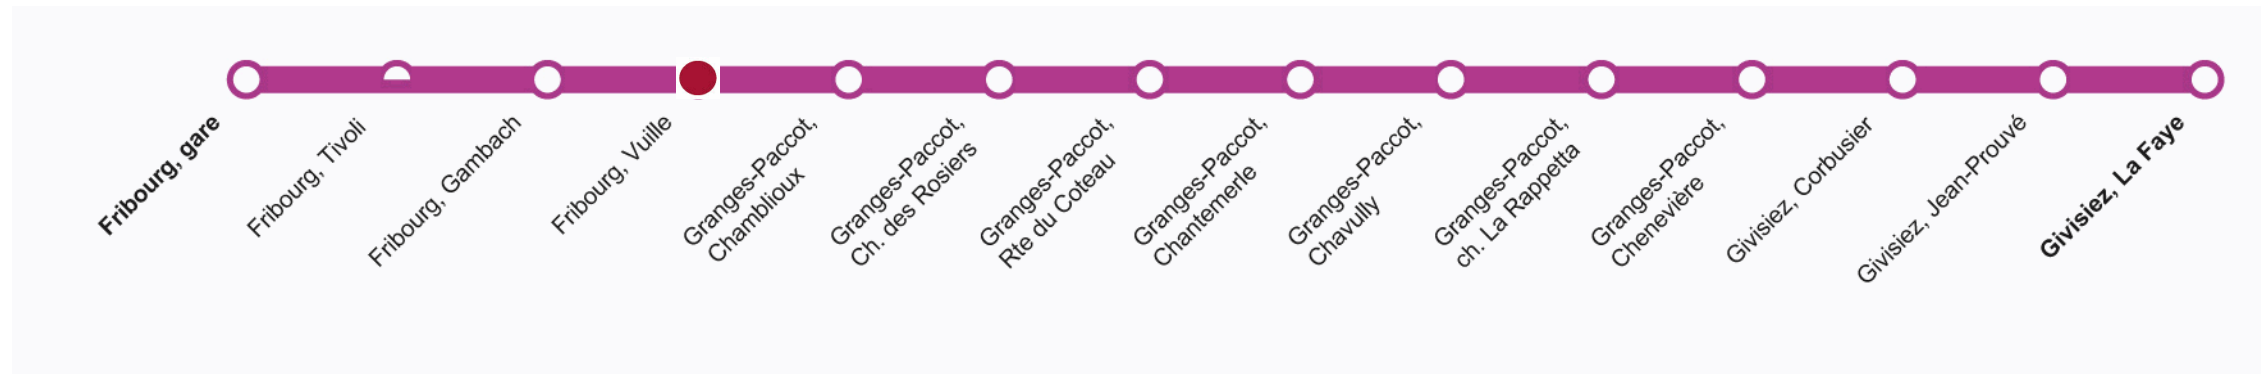 Fribourg, gare
Fribourg, Tivoli
Fribourg, Gambach
Fribourg, Vuille
Granges-Paccot,
Chamblioux
Granges-Paccot,
Ch. des Rosiers
Granges-Paccot,
Rte du Coteau
Granges-Paccot,
Chantemerle
Granges-Paccot,
Chavully
Granges-Paccot,
ch. La Rappetta
Granges-Paccot,
Chenevière
Givisiez, Corbusier
Givisiez, Jean-Prouvé
Givisiez, La Faye